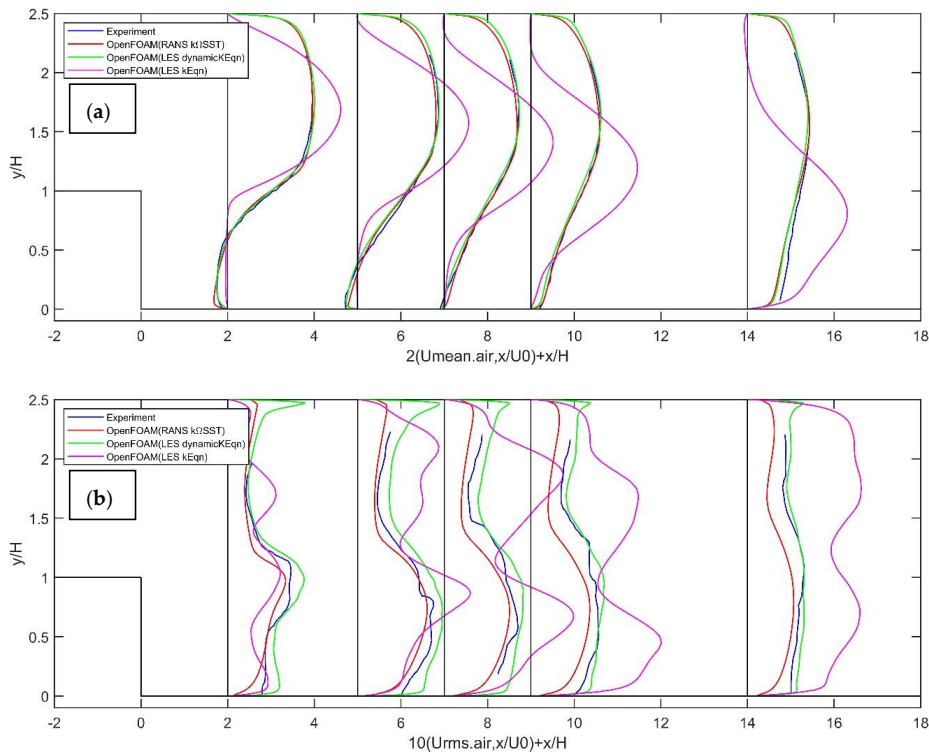 2.5
2
1.5
1
0.5
0
y/H
Experiment
OpenFOAM(RANS kΩSST)
OpenFOAM(LES dynamicKEqn)
OpenFOAM(LES kEqn)
(a)
-2 0 2 4 6 8 10 12 14 16 18
2(Umean.air,x/U0)+x/H
2.5
2
1.5
1
0.5
0
y/H
Experiment
OpenFOAM(RANS kΩSST)
OpenFOAM(LES dynamicKEqn)
OpenFOAM(LES kEqn)
(b)
-2 0 2 4 6 8 10 12 14 16 18
10(Urms.air,x/U0)+x/H